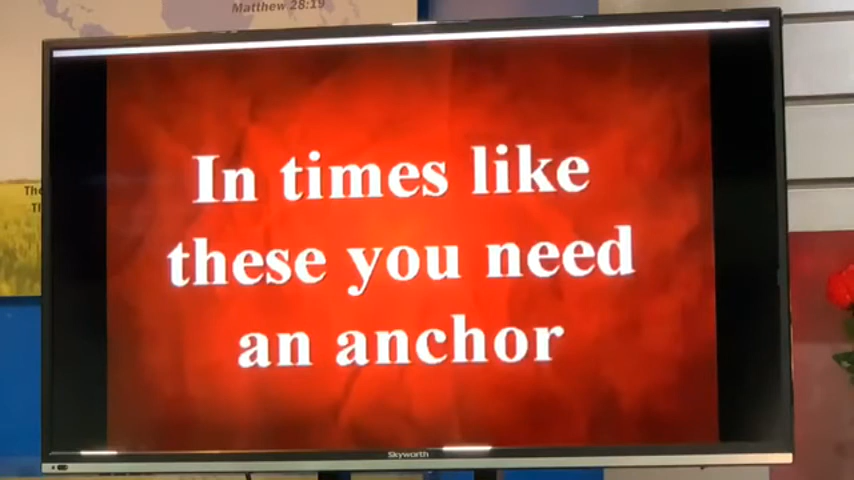 Matthew 28:19
In times like
these you need
an anchor
Skyworth